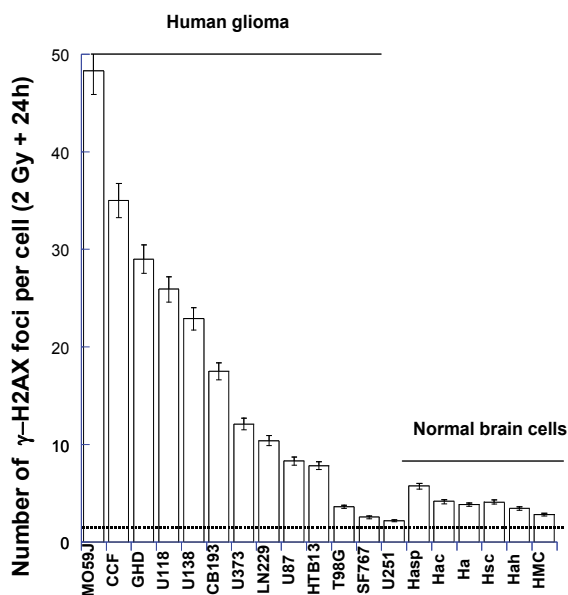 Human glioma
Number of γ–H2AX foci per cell (2 Gy + 24h)
50
40
30
20
10
0
Normal brain cells
MO59J
CCF
GHD
U118
U138
CB193
U373
LN229
U87
HTB13
T98G
SF767
U251
Hasp
Hac
Ha
Hsc
Hah
HMC